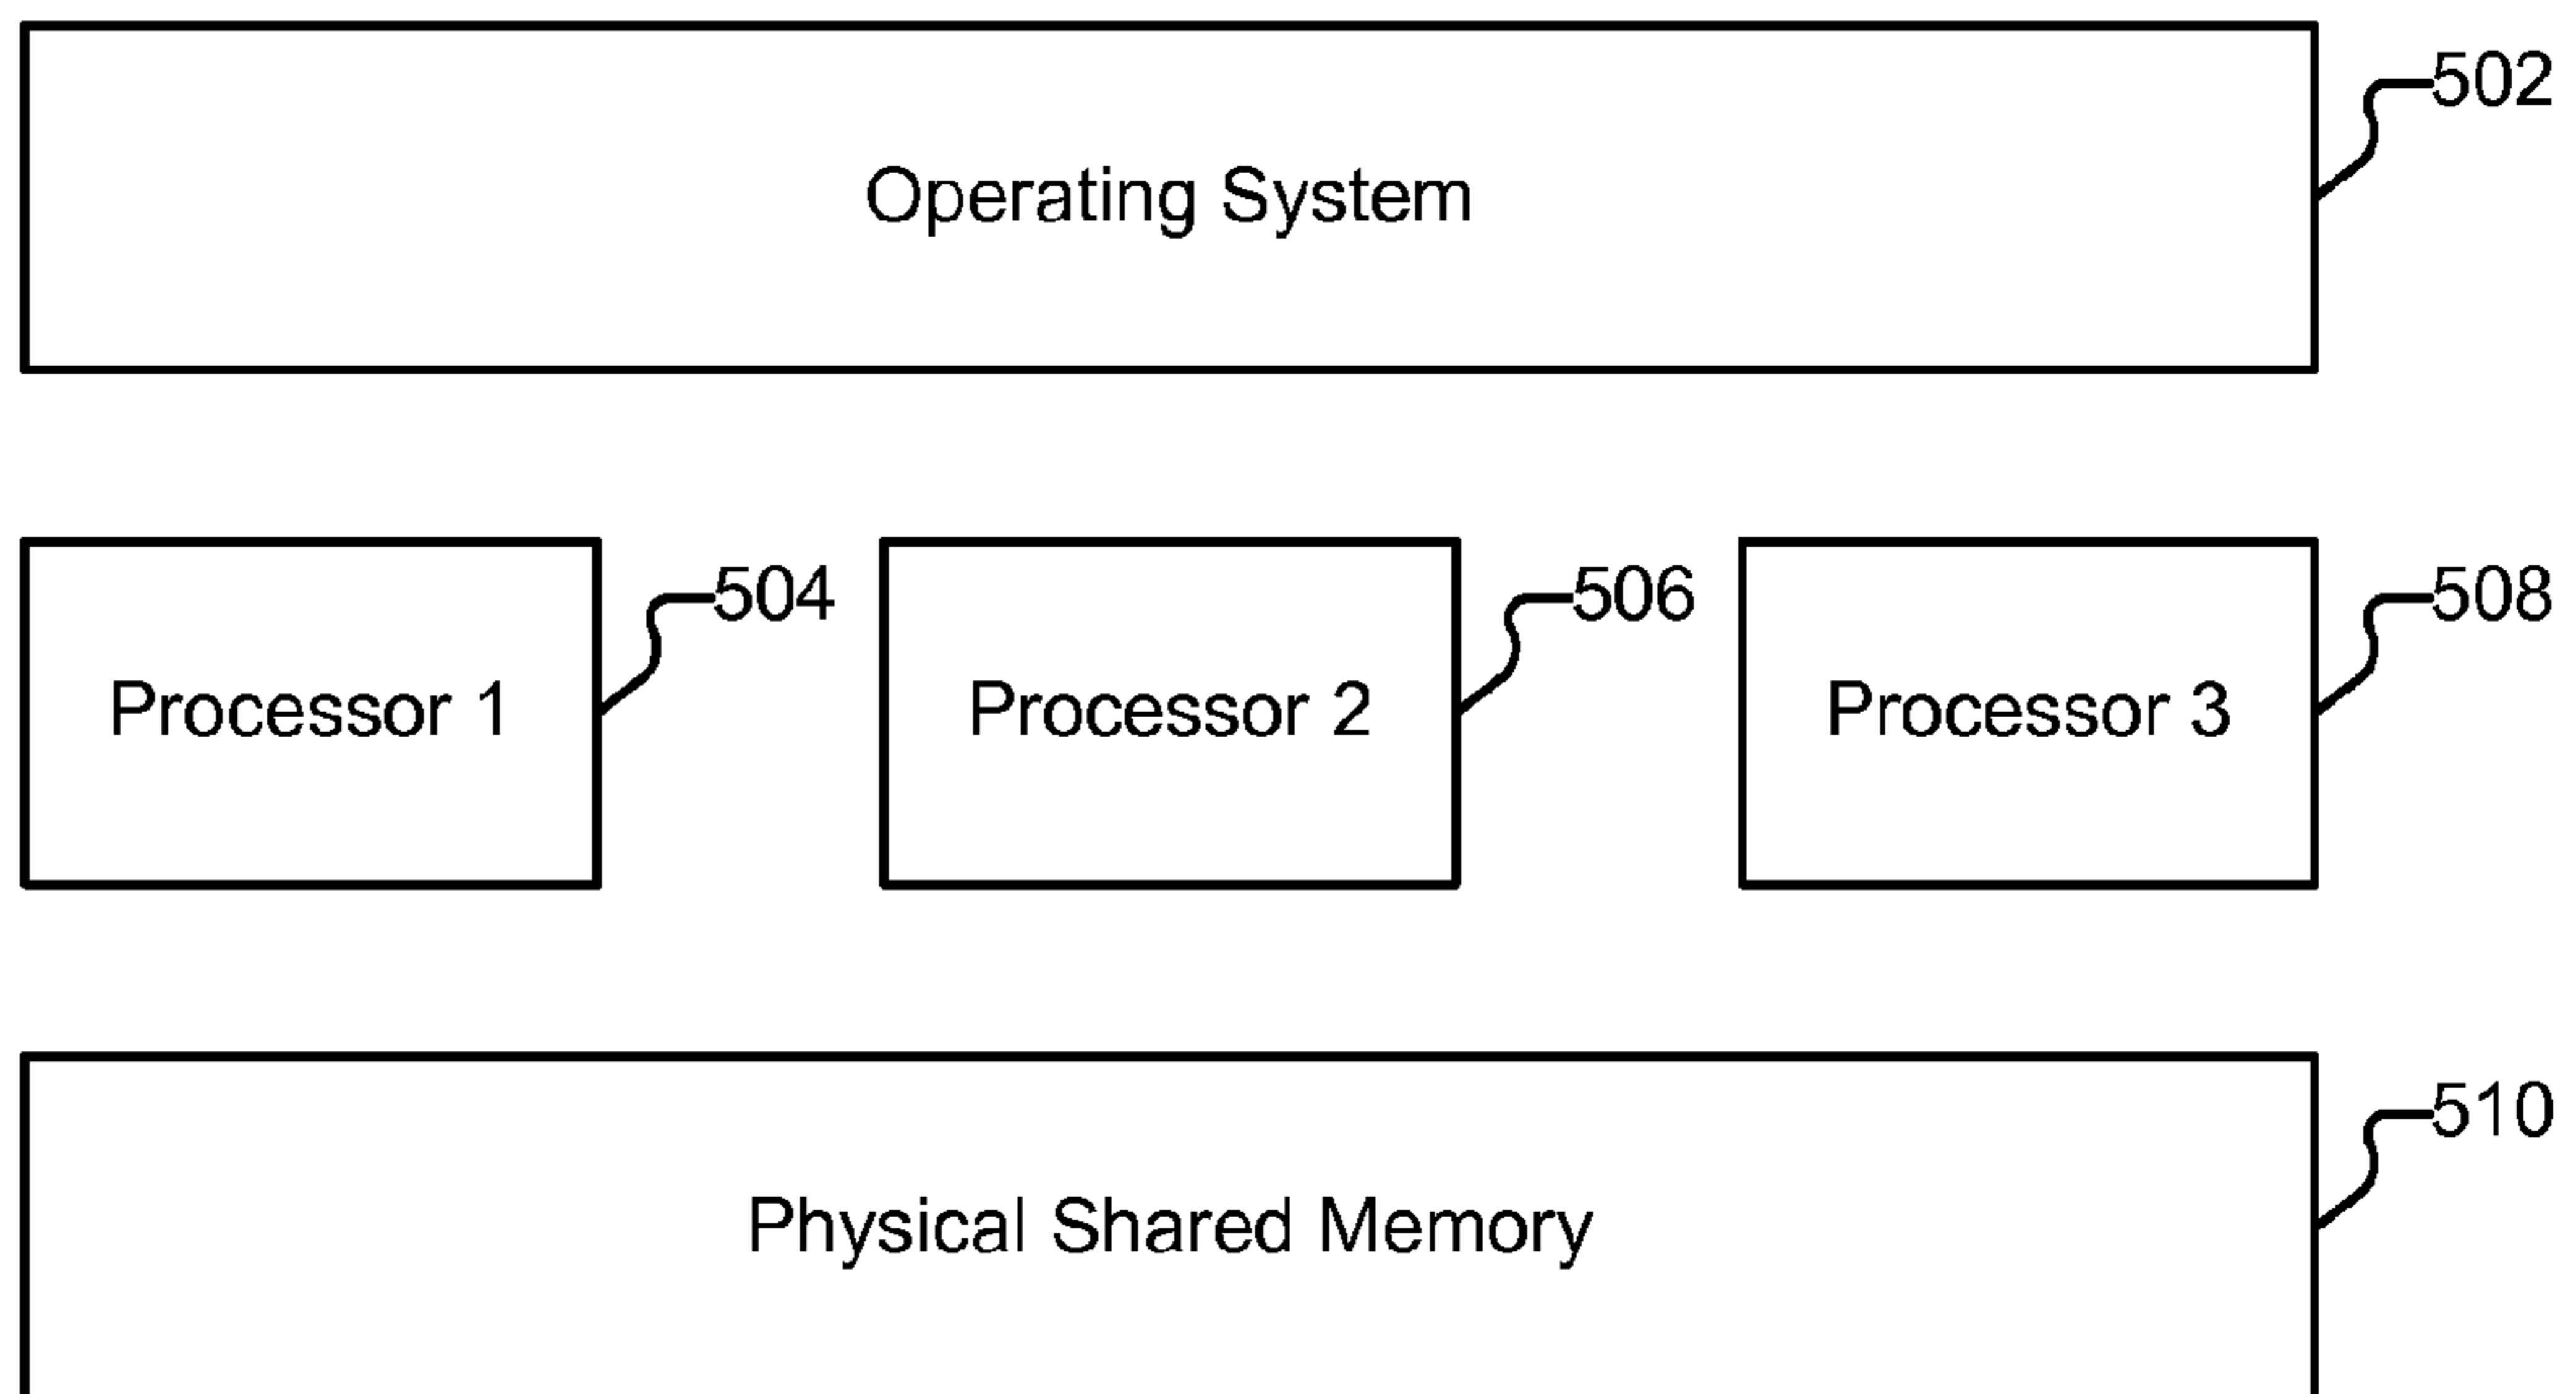 502
Operating System
504
506
508
Processor 1
Processor 2
Processor 3
510
Physical Shared Memory